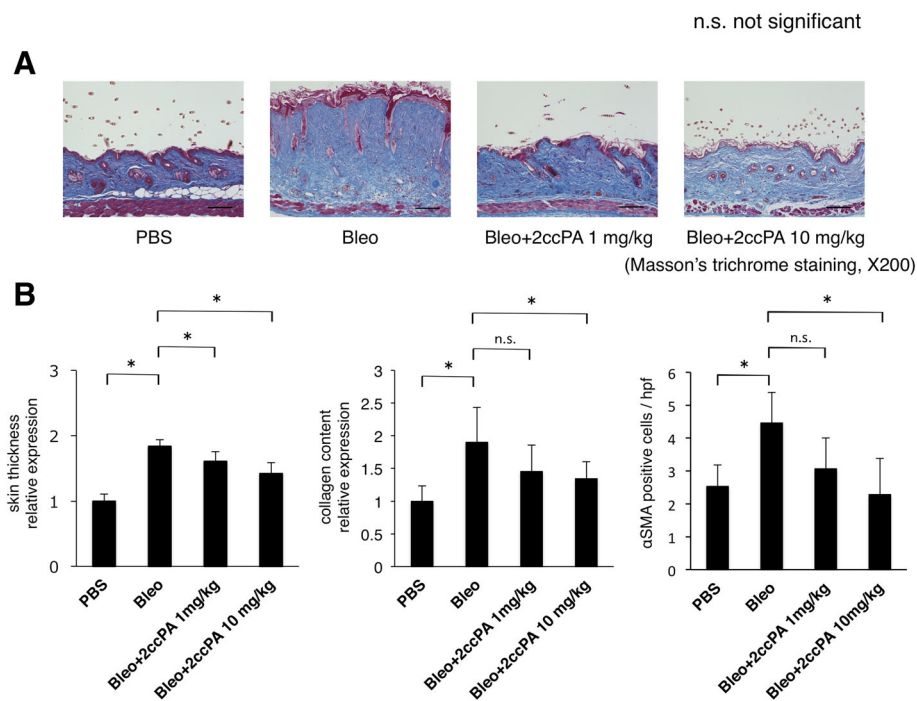 n.s. not significant
A
PBS
Bleo
Bleo+2ccPA 1 mg/kg
Bleo+2ccPA 10 mg/kg
(Masson's trichrome staining, X200)
B
skin thickness
relative expression
3
2
1
0
*
*
*
PBS
Bleo
Bleo+2ccPA 1mg/kg
Bleo+2ccPA 10 mg/kg
collagen content
relative expression
3
2.5
2
1.5
1
0.5
0
*
n.s.
*
PBS
Bleo
Bleo+2ccPA 1mg/kg
Bleo+2ccPA 10 mg/kg
αSMA positive cells / hpf
6
5
4
3
2
1
0
*
n.s.
*
PBS
Bleo
Bleo+2ccPA 1mg/kg
Bleo+2ccPA 10mg/kg